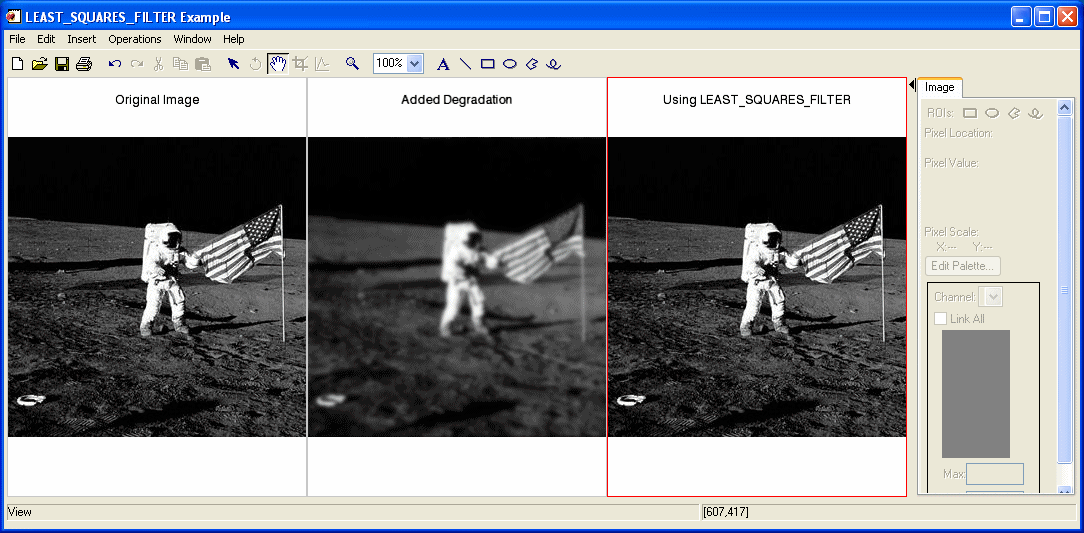 LEAST_SQUARES_FILTER Example
File Edit Insert Operations Window Help
100%
Original Image
Added Degradation
Using LEAST_SQUARES_FILTER
Image
ROIs:
Pixel Location:
Pixel Value:
Pixel Scale:
X:--- Y:---
Edit Palette...
Channel:
Link All
Max:
View
[607,417]